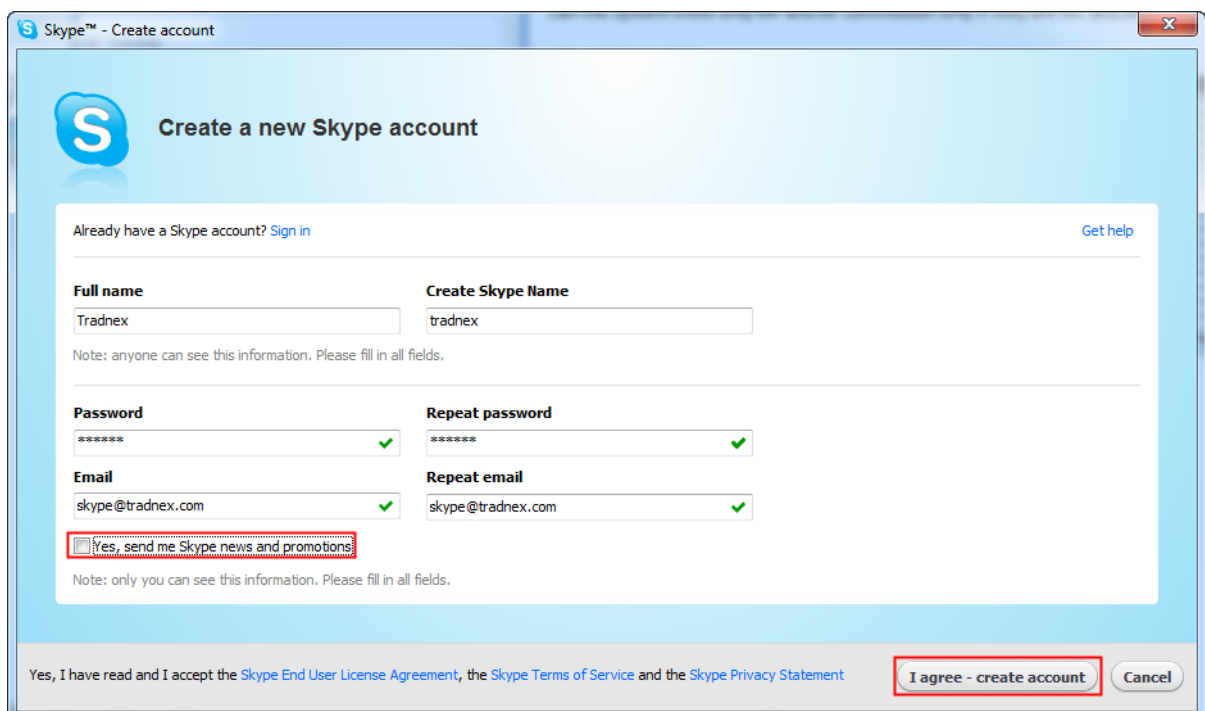 Skype™ - Create account
Create a new Skype account
Already have a Skype account? Sign in Get help
Full name Create Skype Name
Tradnex tradnex
Note: anyone can see this information. Please fill in all fields.
Password Repeat password
****** ******
Email Repeat email
skype@tradnex.com skype@tradnex.com
Yes, send me Skype news and promotions
Note: only you can see this information. Please fill in all fields.
Yes, I have read and I accept the Skype End User License Agreement, the Skype Terms of Service and the Skype Privacy Statement I agree - create account Cancel